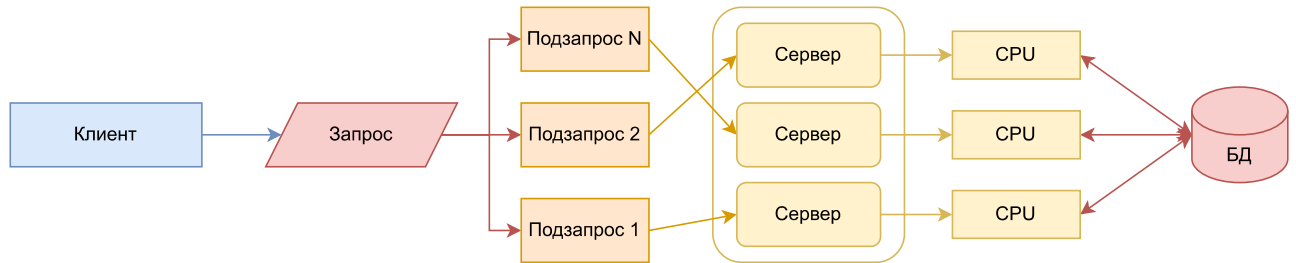 Клиент
Запрос
Подзапрос N
Подзапрос 2
Подзапрос 1
Сервер
Сервер
Сервер
CPU
CPU
CPU
БД